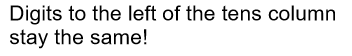 Digits to the left of the tens column
stay the same!